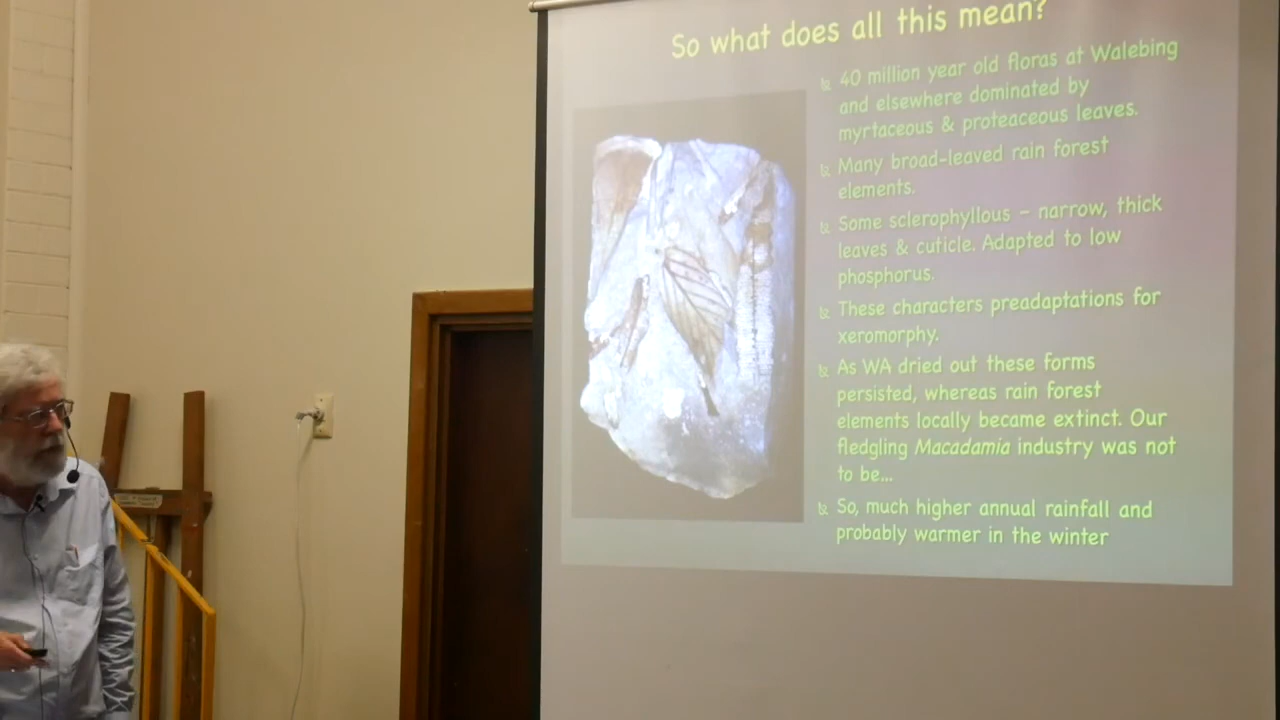 So what does all this mean?
40 million year old floras at Walebing
and elsewhere dominated by
myrtaceous & proteaceous leaves.
Many broad-leaved rain forest
elements.
Some sclerophyllous – narrow, thick
leaves & cuticle. Adapted to low
phosphorus.
These characters preadaptations for
xeromorphy.
As WA dried out these forms
persisted, whereas rain forest
elements locally became extinct. Our
fledgling Macadamia industry was not
to be...
So, much higher annual rainfall and
probably warmer in the winter